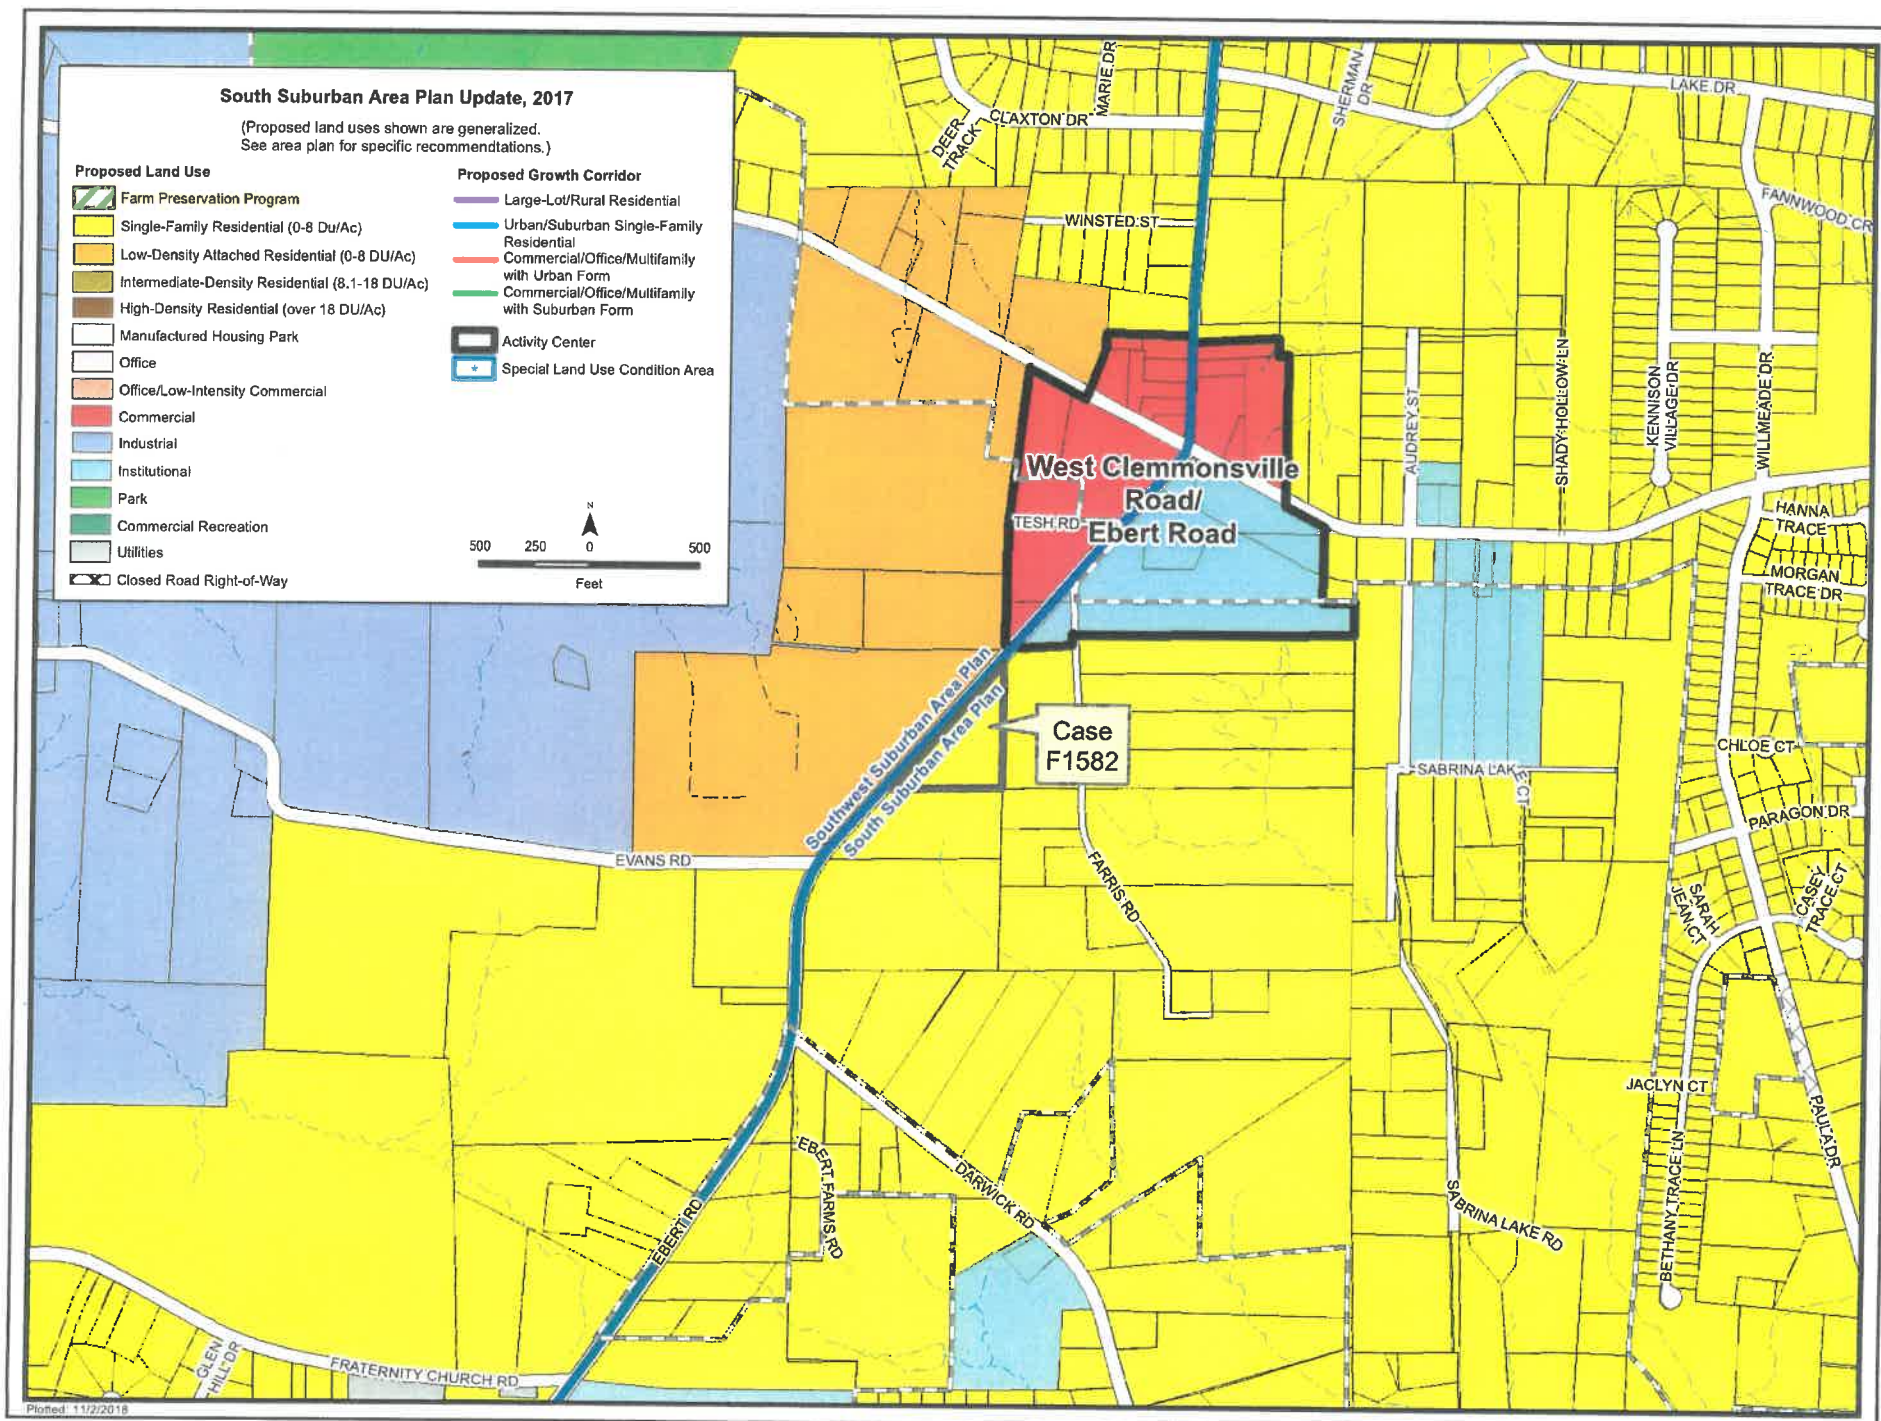 South Suburban Area Plan Update, 2017
(Proposed land uses shown are generalized.
See area plan for specific recommendtations.)
Proposed Land Use
Farm Preservation Program
Single-Family Residential (0-8 Du/Ac)
Low-Density Attached Residential (0-8 DU/Ac)
Intermediate-Density Residential (8.1-18 DU/Ac)
High-Density Residential (over 18 DU/Ac)
Manufactured Housing Park
Office
Office/Low-Intensity Commercial
Commercial
Industrial
Institutional
Park
Commercial Recreation
Utilities
Closed Road Right-of-Way
Proposed Growth Corridor
Large-Lot/Rural Residential
Urban/Suburban Single-Family
Residential
Commercial/Office/Multifamily
with Urban Form
Commercial/Office/Multifamily
with Suburban Form
Activity Center
Special Land Use Condition Area
N
500 250 0 500
Feet
DEER
TRACK
CLAXTON DR
MARIE DR
SHERMAN
DR
LAKE DR
FANNWOOD CR
WINSTED ST
AUDREY ST
SHADY HOLLOW LN
KENNISON
VILLAGE DR
WILLMEADE DR
West Clemmonsville
Road/
Ebert Road
TESH RD
HANNA
TRACE
MORGAN
TRACE DR
Southwest Suburban Area Plan
South Suburban Area Plan
Case
F1582
CHLOE CT
SABRINA LAKE CT
PARAGON DR
EVANS RD
FARRIS RD
SARAH
JEAN CT
CASEY
TRACE CT
JACLYN CT
PAULA DR
BETHANY TRACE LN
EBERT FARMS RD
DARWICK RD
SABRINA LAKE RD
EBERT RD
GLEN
HILL DR
FRATERNITY CHURCH RD
Plotted: 11/2/2018